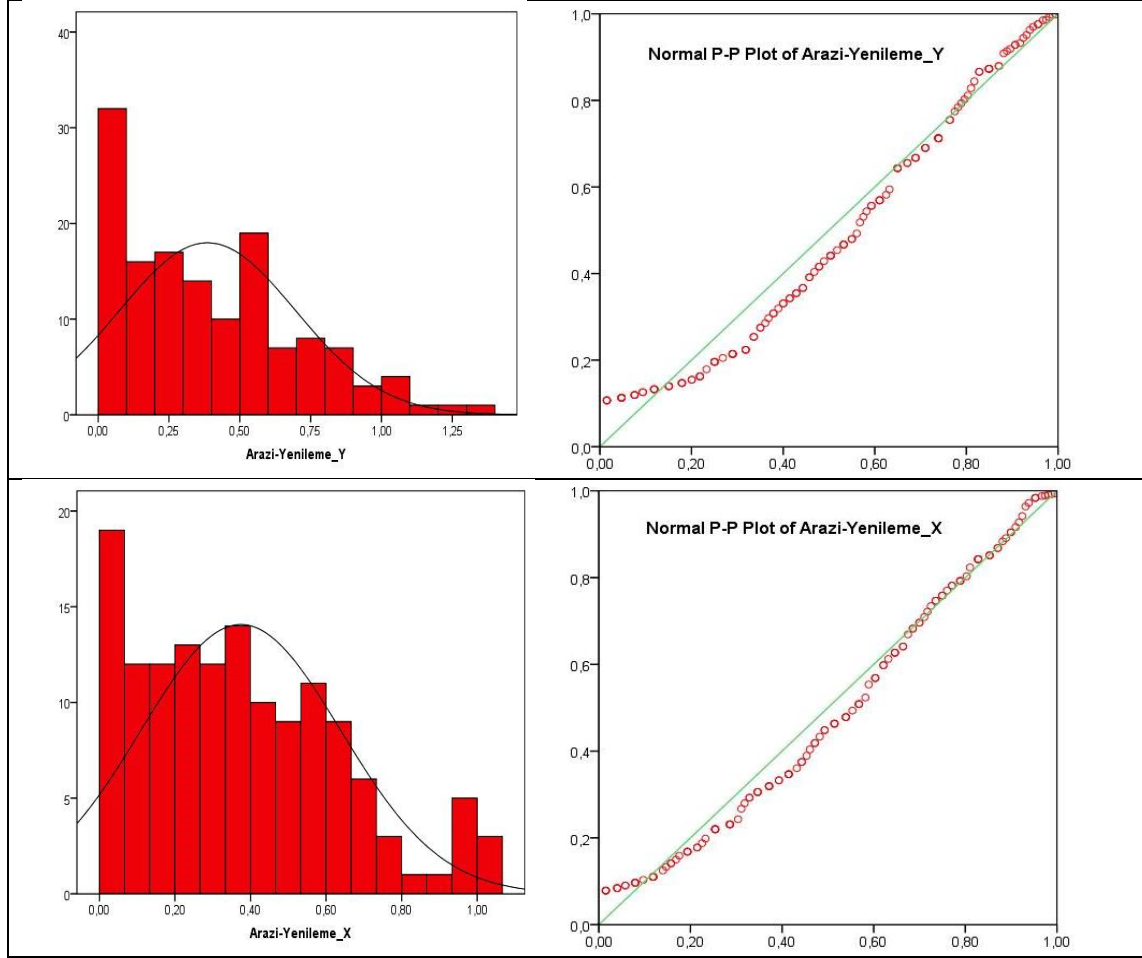 40
30
20
10
0
0,00 0,25 0,50 0,75 1,00 1,25
Arazi-Yenileme_Y
Normal P-P Plot of Arazi-Yenileme_Y
1,0
0,8
0,6
0,4
0,2
0,0
0,00 0,20 0,40 0,60 0,80 1,00
20
15
10
5
0
0,00 0,20 0,40 0,60 0,80 1,00
Arazi-Yenileme_X
Normal P-P Plot of Arazi-Yenileme_X
1,0
0,8
0,6
0,4
0,2
0,0
0,00 0,20 0,40 0,60 0,80 1,00